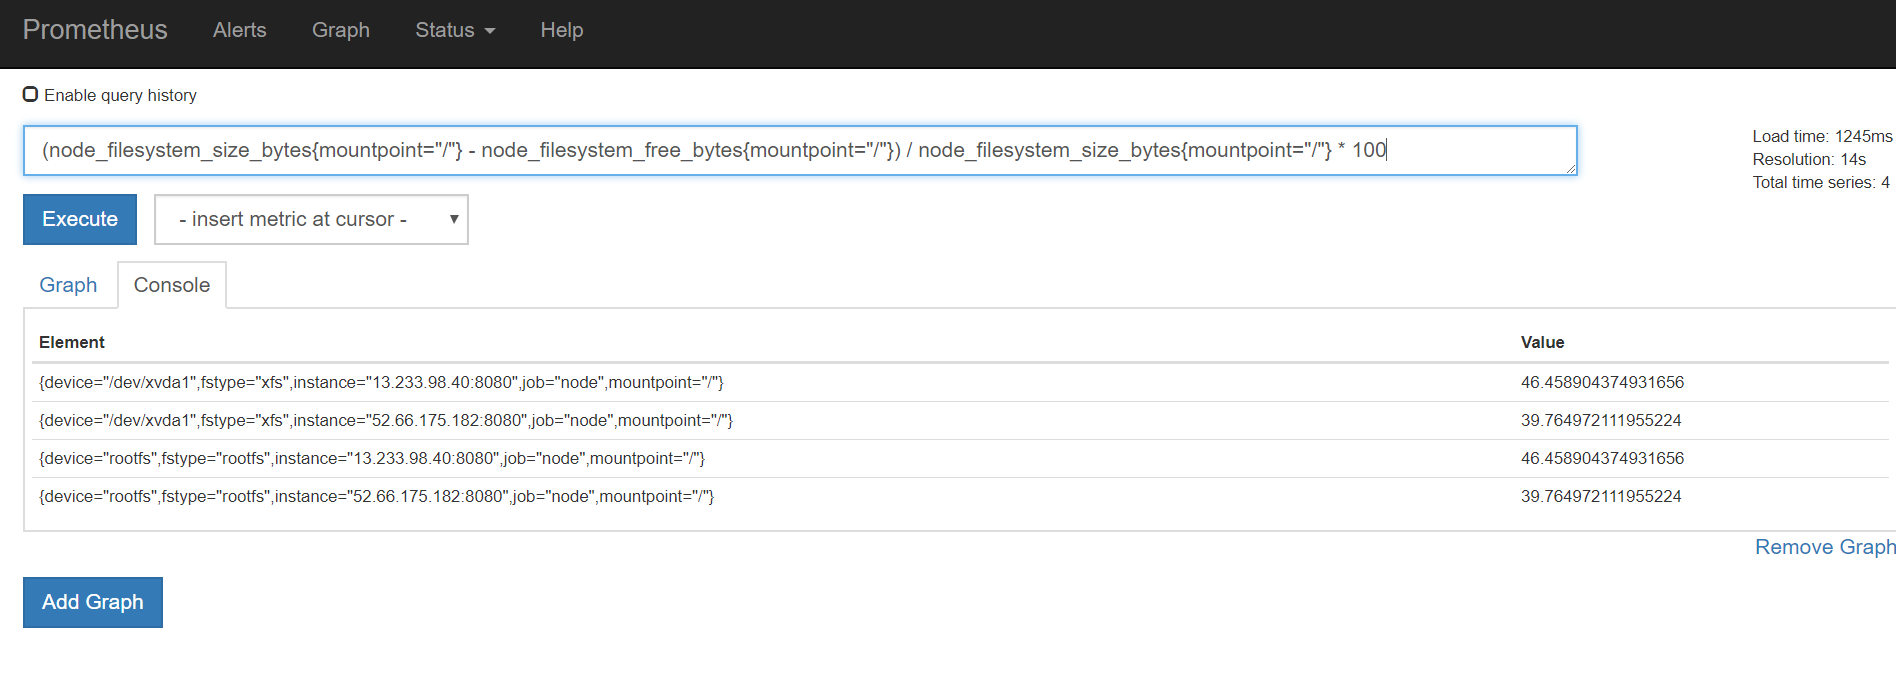 Prometheus Alerts Graph Status Help
Enable query history
(node_filesystem_size_bytes{mountpoint="/"} - node_filesystem_free_bytes{mountpoint="/"}) / node_filesystem_size_bytes{mountpoint="/"} * 100
Load time: 1245ms
Resolution: 14s
Total time series: 4
Execute - insert metric at cursor -
Graph Console
Element Value
{device="/dev/xvda1",fstype="xfs",instance="13.233.98.40:8080",job="node",mountpoint="/"} 46.458904374931656
{device="/dev/xvda1",fstype="xfs",instance="52.66.175.182:8080",job="node",mountpoint="/"} 39.764972111955224
{device="rootfs",fstype="rootfs",instance="13.233.98.40:8080",job="node",mountpoint="/"} 46.458904374931656
{device="rootfs",fstype="rootfs",instance="52.66.175.182:8080",job="node",mountpoint="/"} 39.764972111955224
Remove Graph
Add Graph